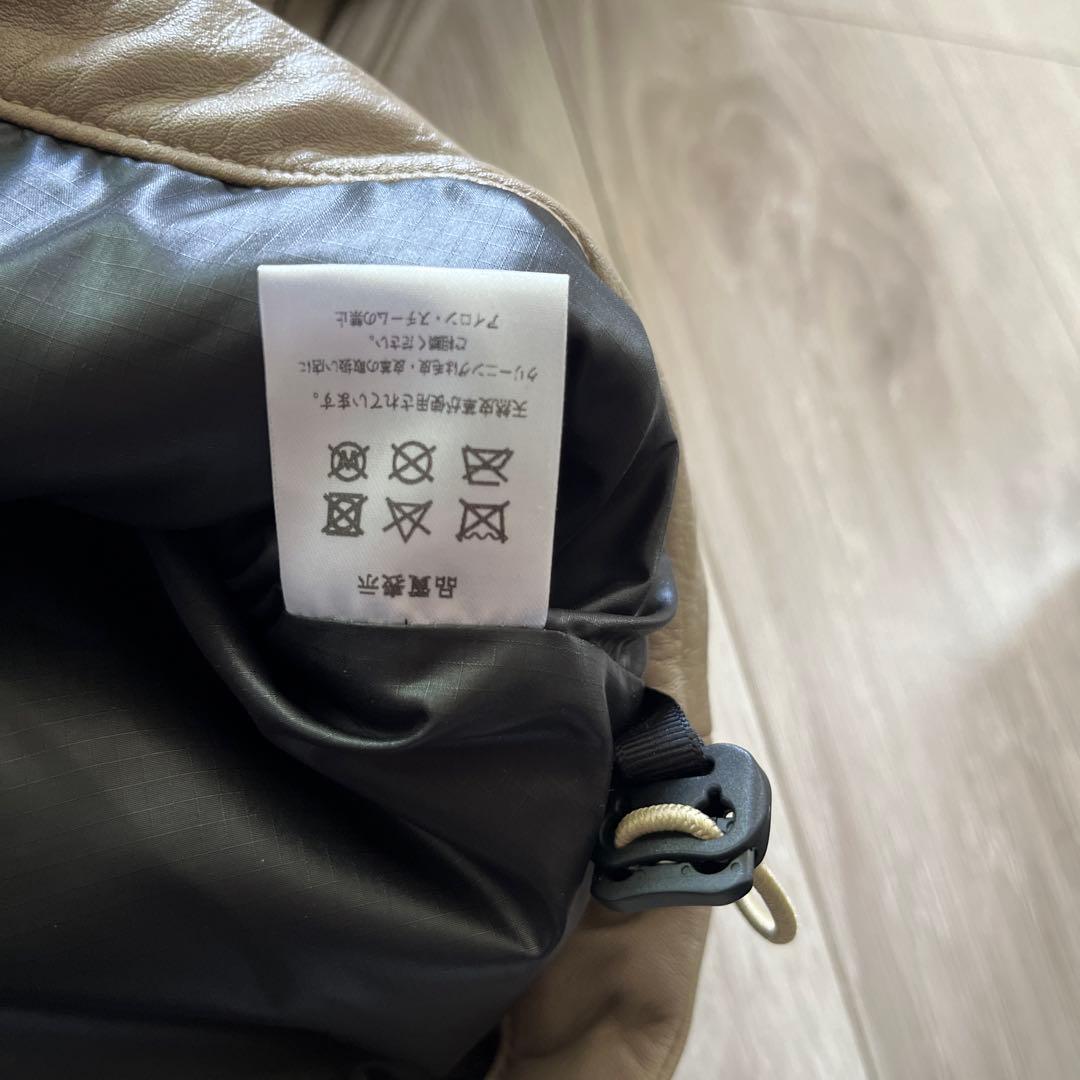 品質表示
天然皮革が使用されています。
クリーニングは毛皮・皮革の取扱い店に
ご相談ください。
アイロン・スチームの禁止